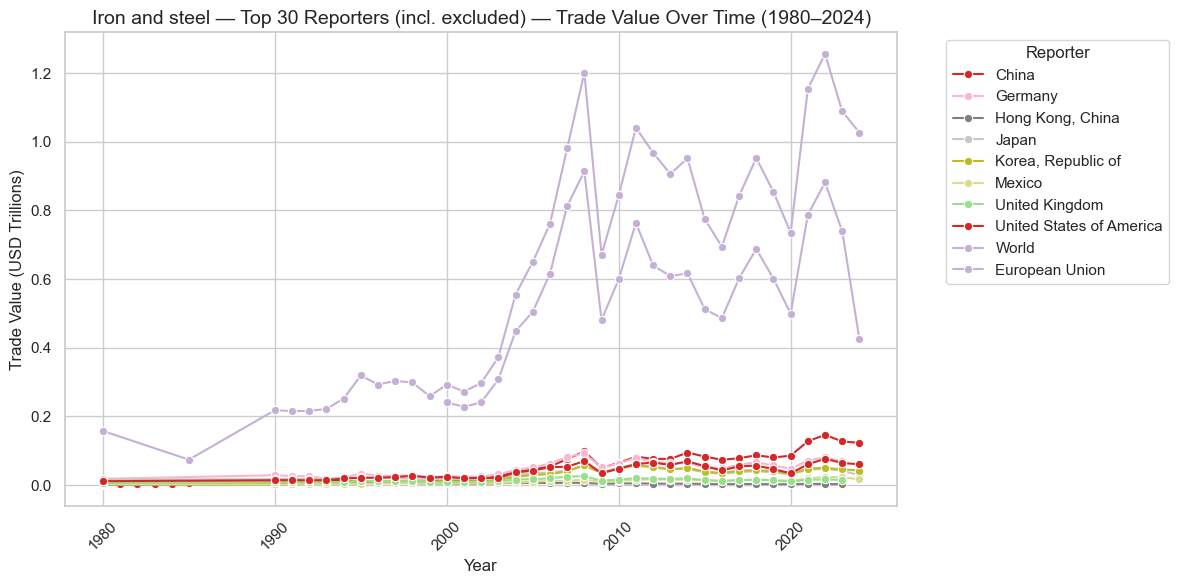 Iron and steel — Top 30 Reporters (incl. excluded) — Trade Value Over Time (1980–2024)
Trade Value (USD Trillions)
1.2
1.0
0.8
0.6
0.4
0.2
0.0
1980
1990
2000
2010
2020
Year
Reporter
China
Germany
Hong Kong, China
Japan
Korea, Republic of
Mexico
United Kingdom
United States of America
World
European Union